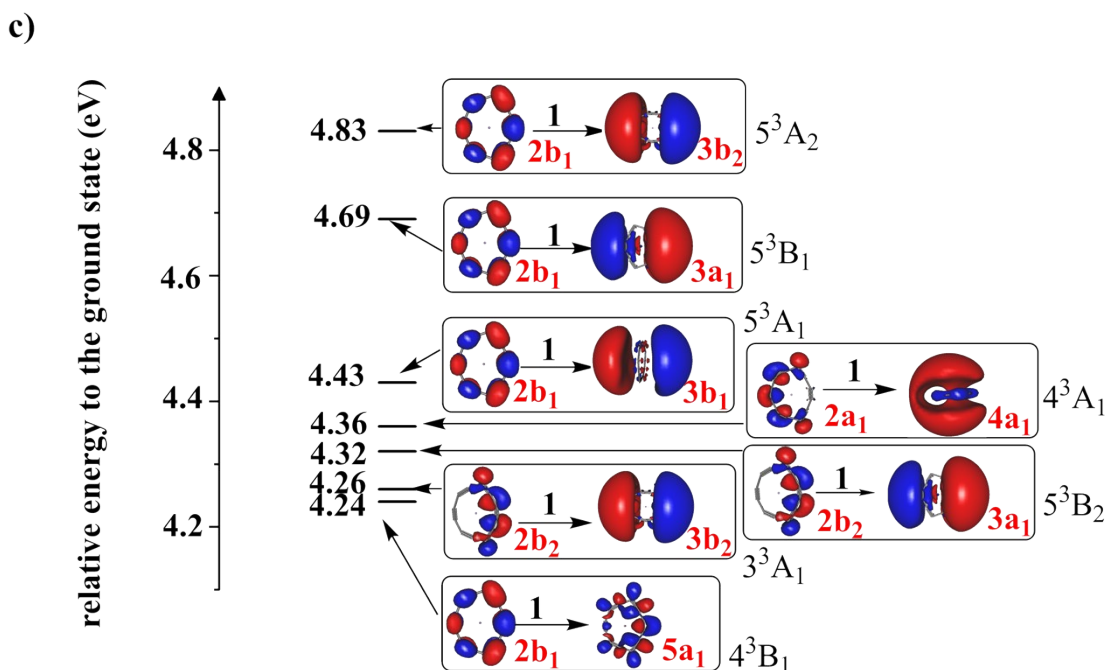 c)
relative energy to the ground state (eV)
4.8
4.6
4.4
4.2
4.83
1
2b₁
3b₂
5³A₂
4.69
1
2b₁
3a₁
5³B₁
4.43
1
2b₁
3b₁
5³A₁
4.36
1
2a₁
4a₁
4³A₁
4.32
1
2b₂
3a₁
5³B₂
4.26
1
2b₂
3b₂
3³A₁
4.24
1
2b₁
5a₁
4³B₁